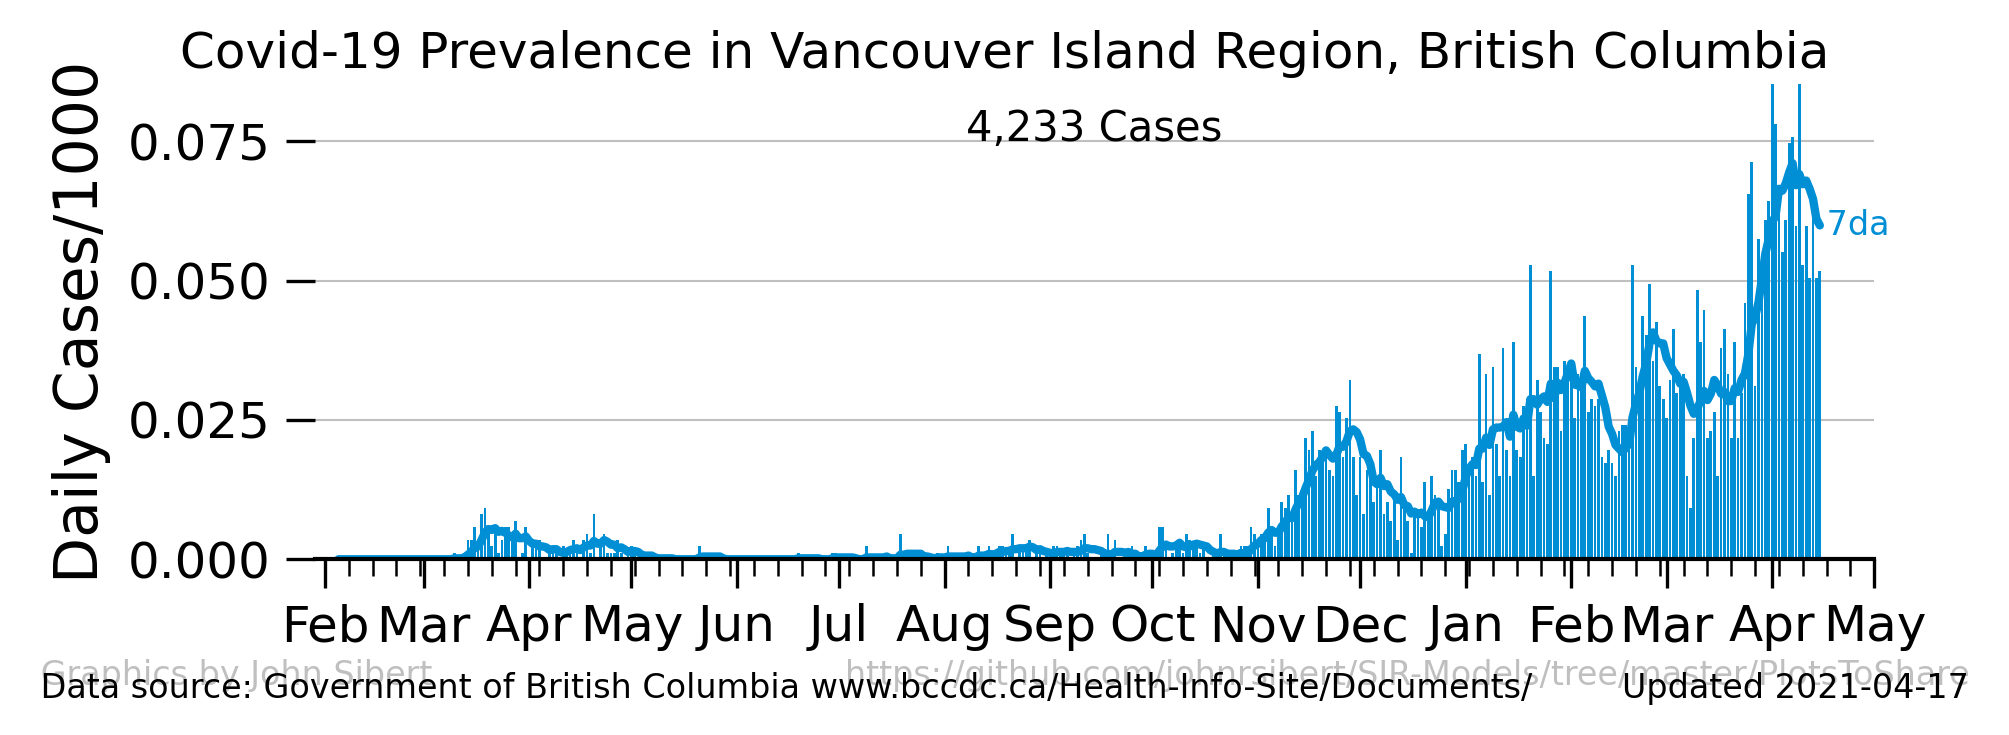 Covid-19 Prevalence in Vancouver Island Region, British Columbia
4,233 Cases
Daily Cases/1000
0.075
0.050
0.025
0.000
7da
Feb Mar Apr May Jun Jul Aug Sep Oct Nov Dec Jan Feb Mar Apr May
Graphics by John Sibert https://github.com/johnrsibert/SIR-Models/tree/master/PlotsToShare
Data source: Government of British Columbia www.bccdc.ca/Health-Info-Site/Documents/ Updated 2021-04-17